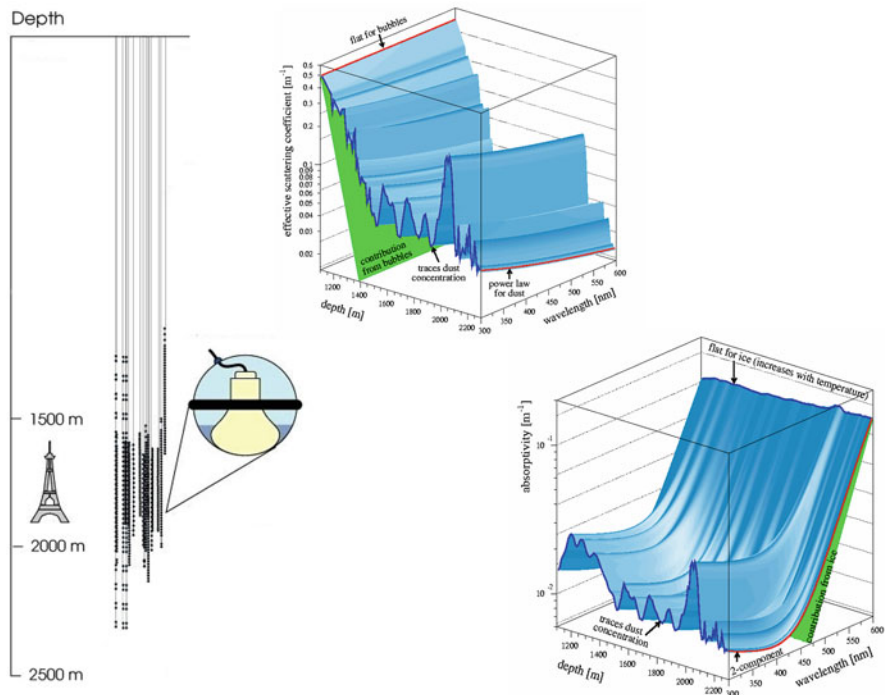 Depth
1500 m
2000 m
2500 m
flat for bubbles
effective scattering coefficient [m⁻¹]
0.6
0.5
0.4
0.3
0.2
0.1
0.09
0.08
0.07
0.06
0.05
0.04
0.03
0.02
contribution
from bubbles
traces dust
concentration
power law
for dust
1200
1400
1600
1800
2000
2200
depth [m]
300
350
400
450
500
550
600
wavelength [nm]
flat for ice (increases with temperature)
absorptivity [m⁻¹]
10⁻¹
10⁻²
traces dust
concentration
2-component
contribution from ice
1200
1400
1600
1800
2000
2200
depth [m]
300
350
400
450
500
550
600
wavelength [nm]